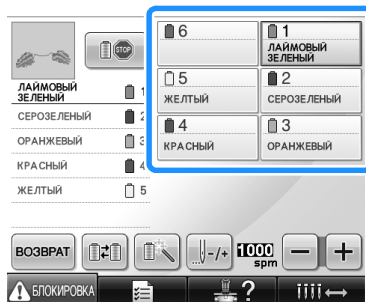 6
1
ЛАЙМОВЫЙ
ЗЕЛЕНЫЙ
STOP
5
ЖЕЛТЫЙ
2
СЕРОЗЕЛЕНЫЙ
4
КРАСНЫЙ
3
ОРАНЖЕВЫЙ
ЛАЙМОВЫЙ
ЗЕЛЕНЫЙ 1
СЕРОЗЕЛЕНЫЙ 2
ОРАНЖЕВЫЙ 3
КРАСНЫЙ 4
ЖЕЛТЫЙ 5
ВОЗВРАТ
-/+ 1000
spm
- +
БЛОКИРОВКА
?